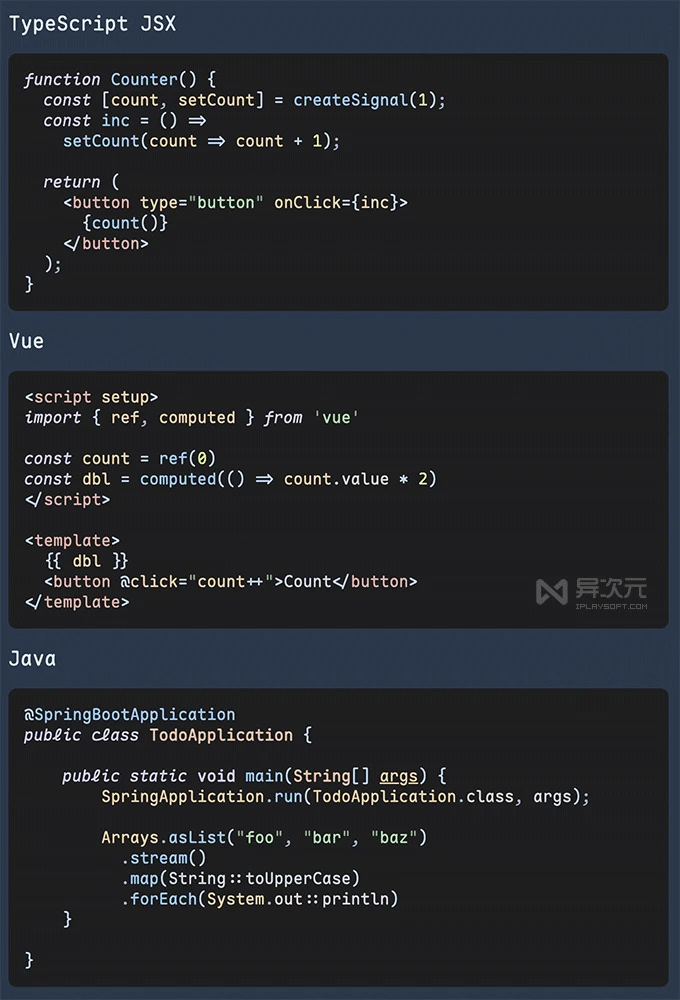 TypeScript JSX
function Counter() {
  const [count, setCount] = createSignal(1);
  const inc = () =>
    setCount(count => count + 1);

  return (
    <button type="button" onClick={inc}>
      {count()}
    </button>
  );
}
Vue
<script setup>
import { ref, computed } from 'vue'

const count = ref(0)
const dbl = computed(() => count.value * 2)
</script>

<template>
  {{ dbl }}
  <button @click="count++">Count</button>
</template>
异次元
IPLAYSOFT.COM
Java
@SpringBootApplication
public class TodoApplication {

    public static void main(String[] args) {
        SpringApplication.run(TodoApplication.class, args);

        Arrays.asList("foo", "bar", "baz")
          .stream()
          .map(String::toUpperCase)
          .forEach(System.out::println)
    }

}